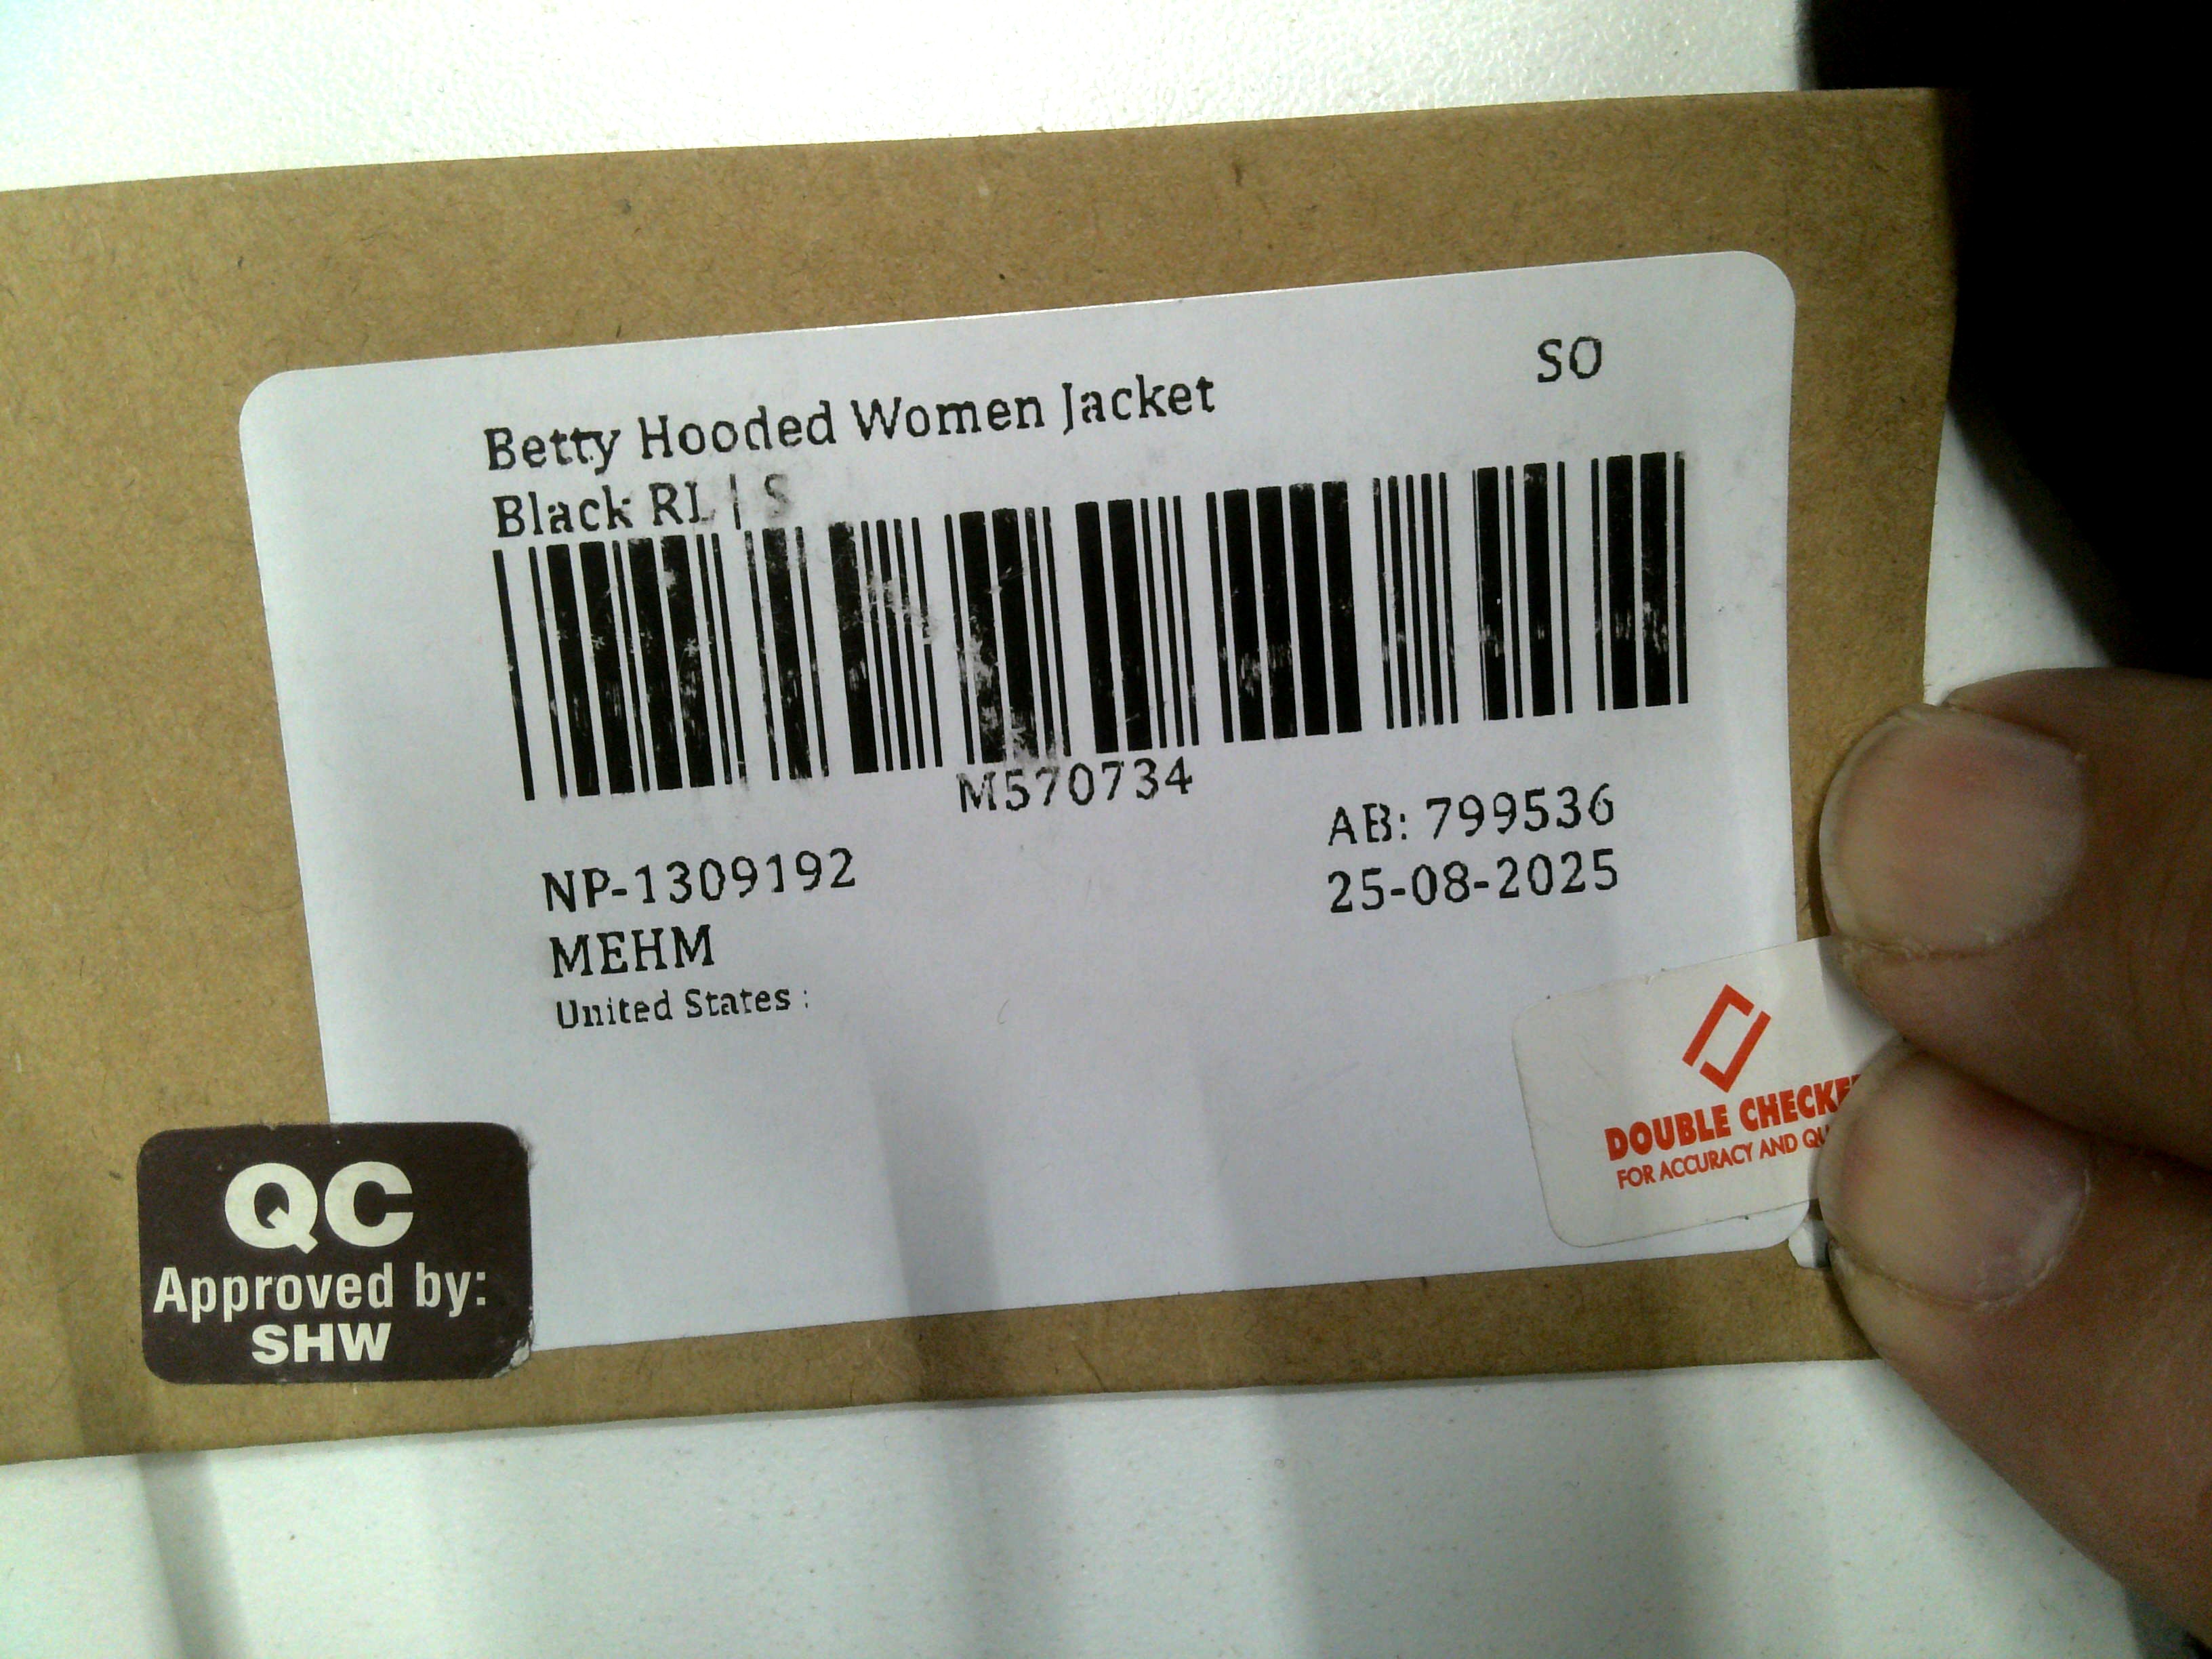 SO
Betty Hooded Women Jacket
Black RL | S
M570734
AB: 799536
NP-1309192
25-08-2025
MEHM
United States :
DOUBLE CHECKE
FOR ACCURACY AND QU
QC
Approved by:
SHW